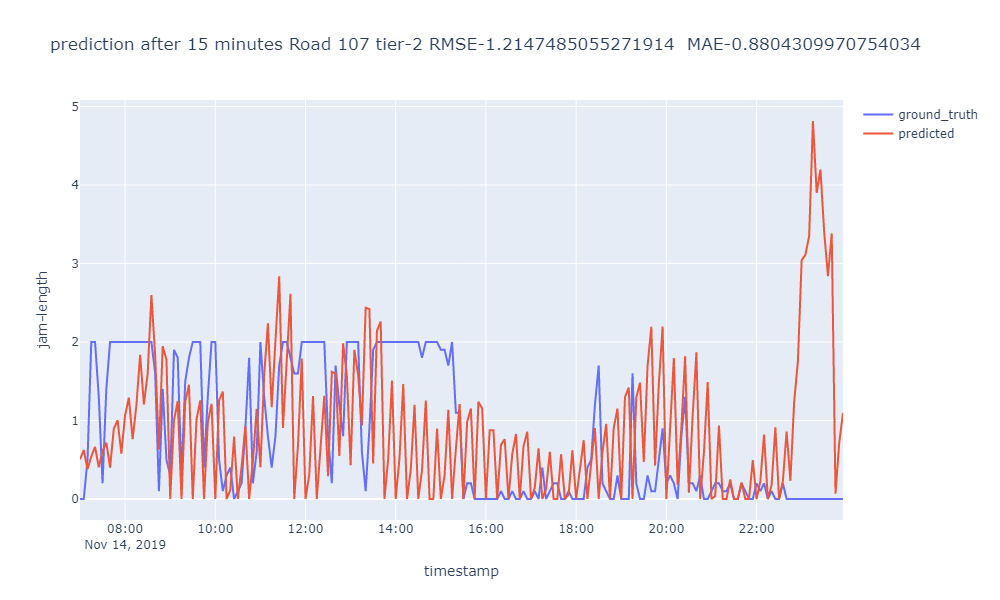 prediction after 15 minutes Road 107 tier-2 RMSE-1.2147485055271914  MAE-0.8804309970754034
ground_truth
predicted
jam-length
5
4
3
2
1
0
08:00 10:00 12:00 14:00 16:00 18:00 20:00 22:00
Nov 14, 2019
timestamp